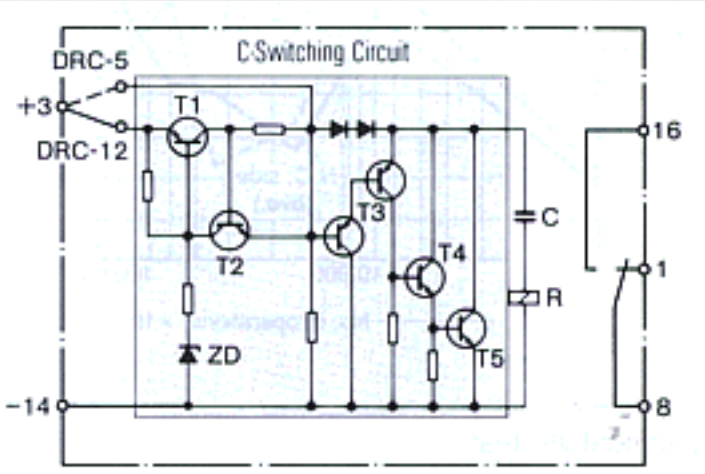 C-Switching Circuit
DRC-5
+3
T1
DRC-12
16
T3
C
T2
T4
1
R
ZD
T5
-14
8